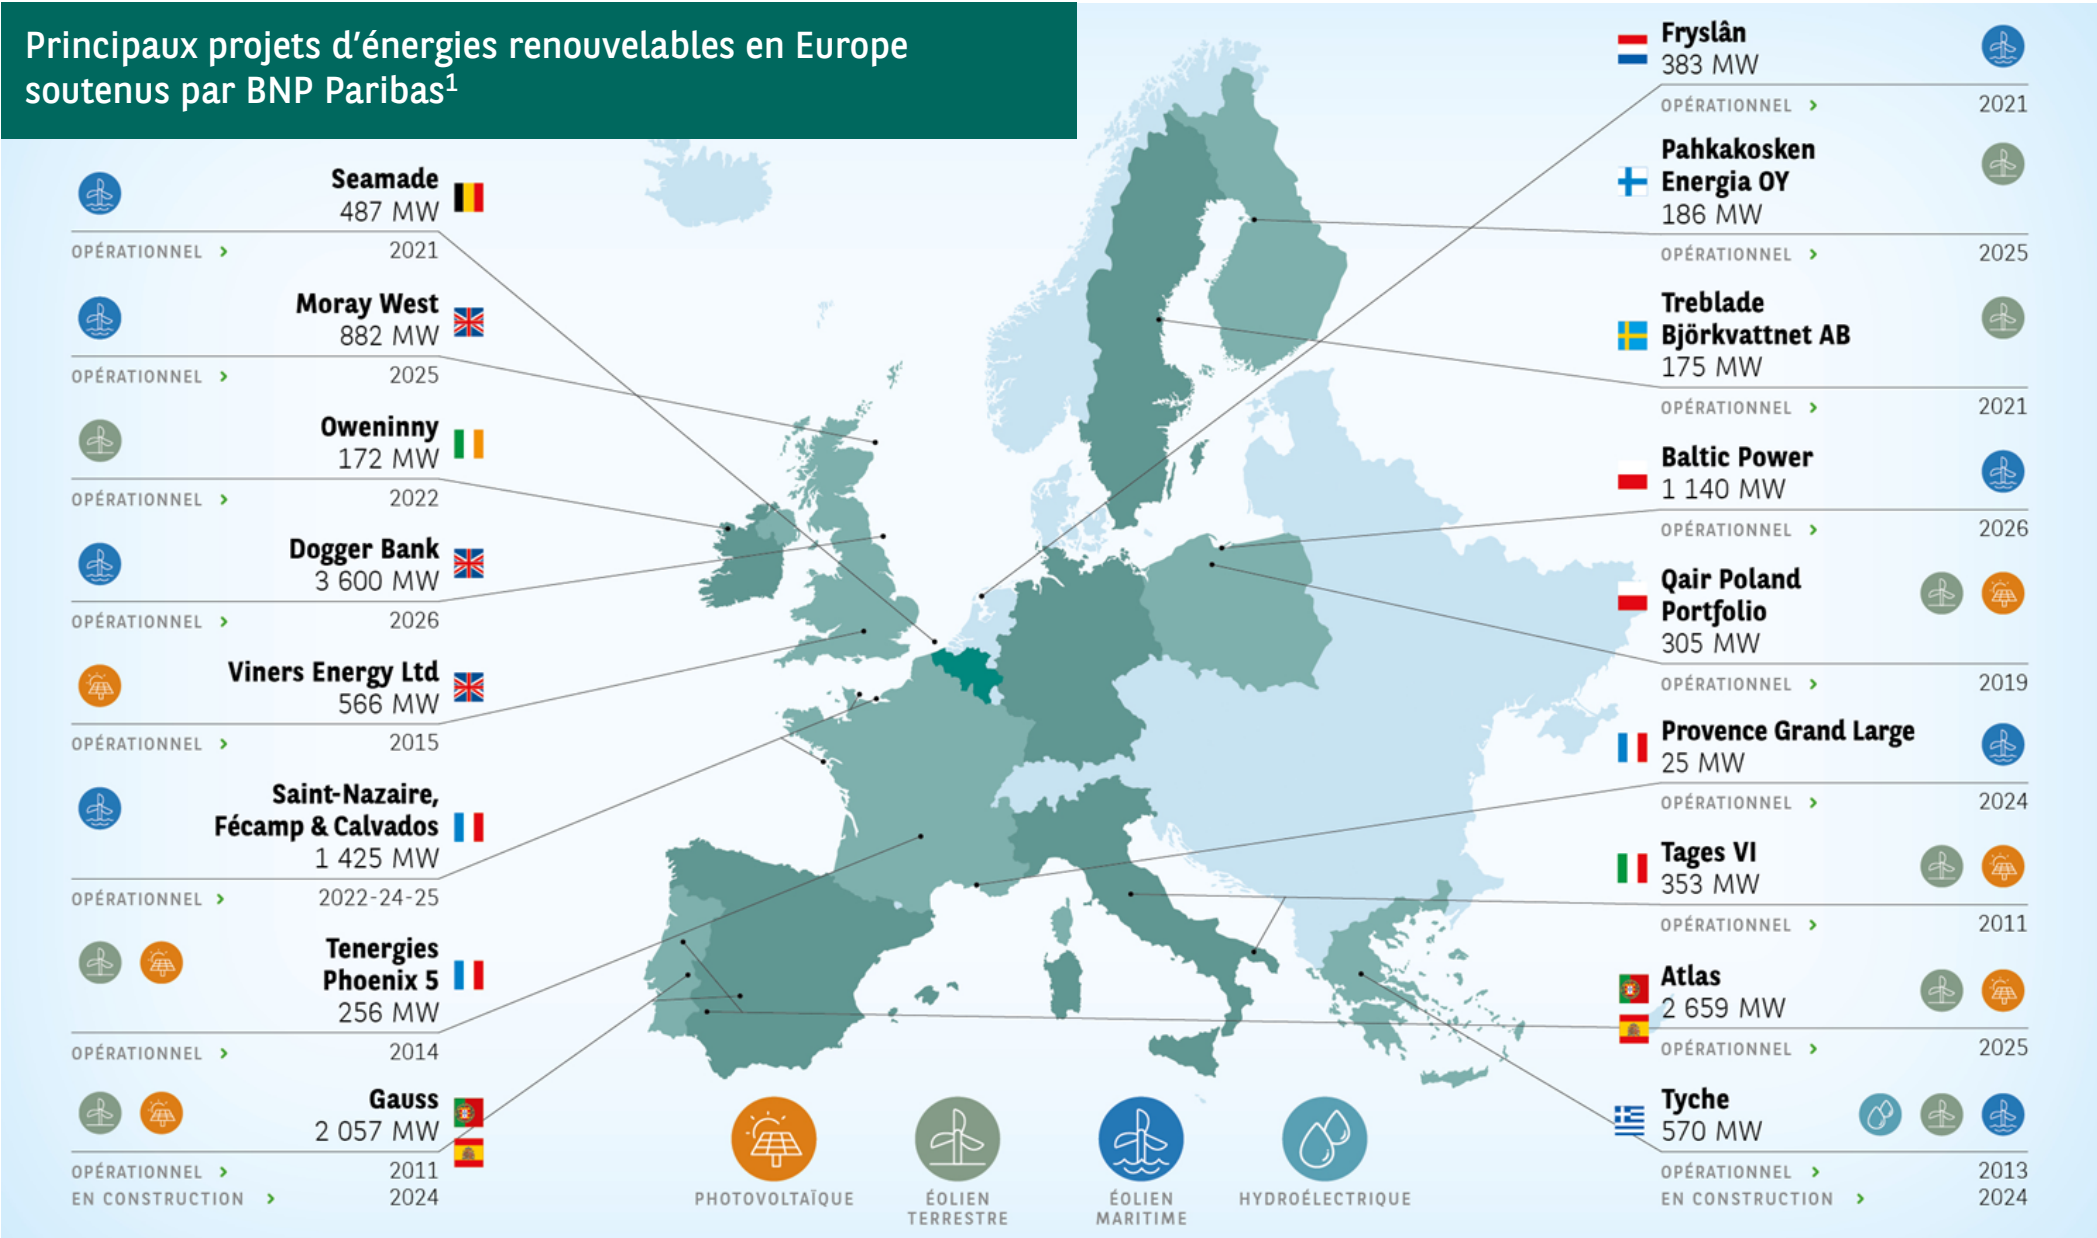 Principaux projets d’énergies renouvelables en Europe
soutenus par BNP Paribas¹
Seamade
487 MW
OPÉRATIONNEL > 2021
Moray West
882 MW
OPÉRATIONNEL > 2025
Oweninny
172 MW
OPÉRATIONNEL > 2022
Dogger Bank
3 600 MW
OPÉRATIONNEL > 2026
Viners Energy Ltd
566 MW
OPÉRATIONNEL > 2015
Saint-Nazaire,
Fécamp & Calvados
1 425 MW
OPÉRATIONNEL > 2022-24-25
Tenergies
Phoenix 5
256 MW
OPÉRATIONNEL > 2014
Gauss
2 057 MW
OPÉRATIONNEL > 2011
EN CONSTRUCTION > 2024
Fryslân
383 MW
OPÉRATIONNEL > 2021
Pahkakosken
Energia OY
186 MW
OPÉRATIONNEL > 2025
Treblade
Björkvattnet AB
175 MW
OPÉRATIONNEL > 2021
Baltic Power
1 140 MW
OPÉRATIONNEL > 2026
Qair Poland
Portfolio
305 MW
OPÉRATIONNEL > 2019
Provence Grand Large
25 MW
OPÉRATIONNEL > 2024
Tages VI
353 MW
OPÉRATIONNEL > 2011
Atlas
2 659 MW
OPÉRATIONNEL > 2025
Tyche
570 MW
OPÉRATIONNEL > 2013
EN CONSTRUCTION > 2024
PHOTOVOLTAÏQUE
ÉOLIEN
TERRESTRE
ÉOLIEN
MARITIME
HYDROÉLECTRIQUE